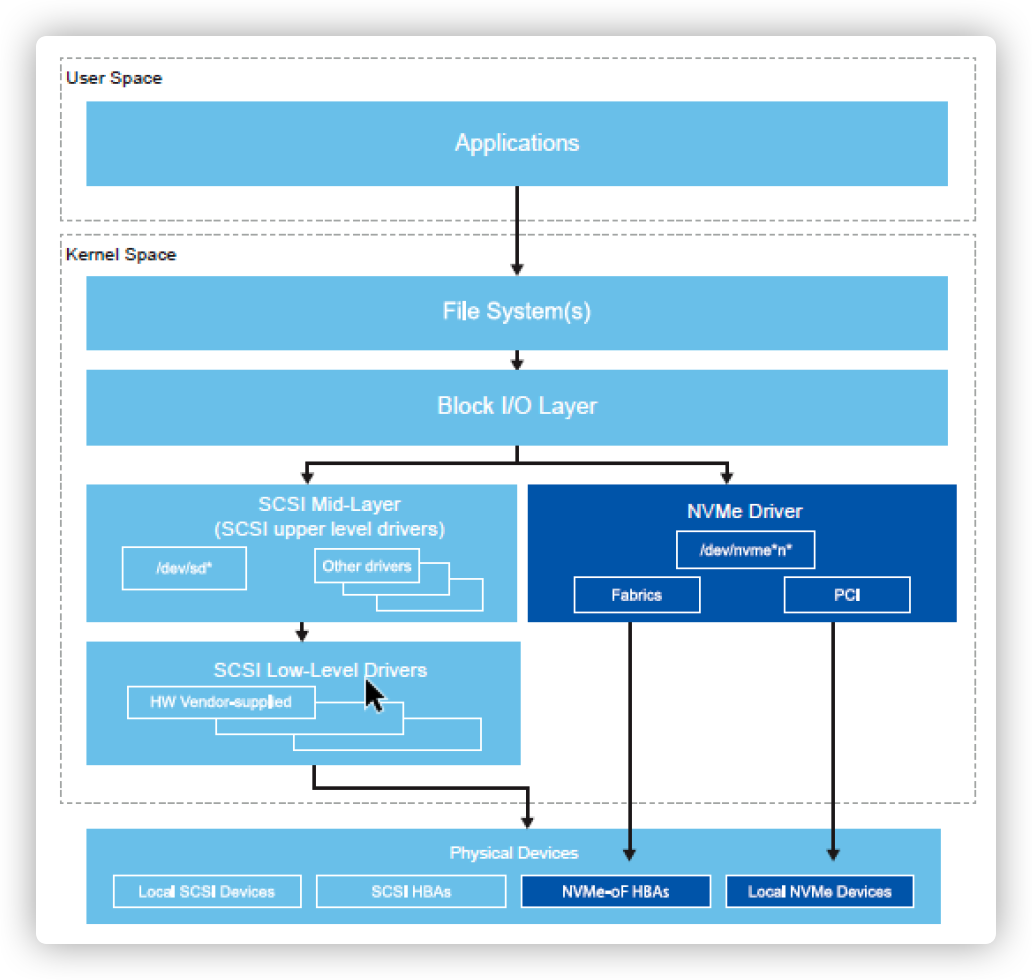 User Space
Applications
Kernel Space
File System(s)
Block I/O Layer
SCSI Mid-Layer
(SCSI upper level drivers)
/dev/sd*
Other drivers
NVMe Driver
/dev/nvme*n*
Fabrics
PCI
SCSI Low-Level Drivers
HW Vendor-supplied
Physical Devices
Local SCSI Devices
SCSI HBAs
NVMe-oF HBAs
Local NVMe Devices